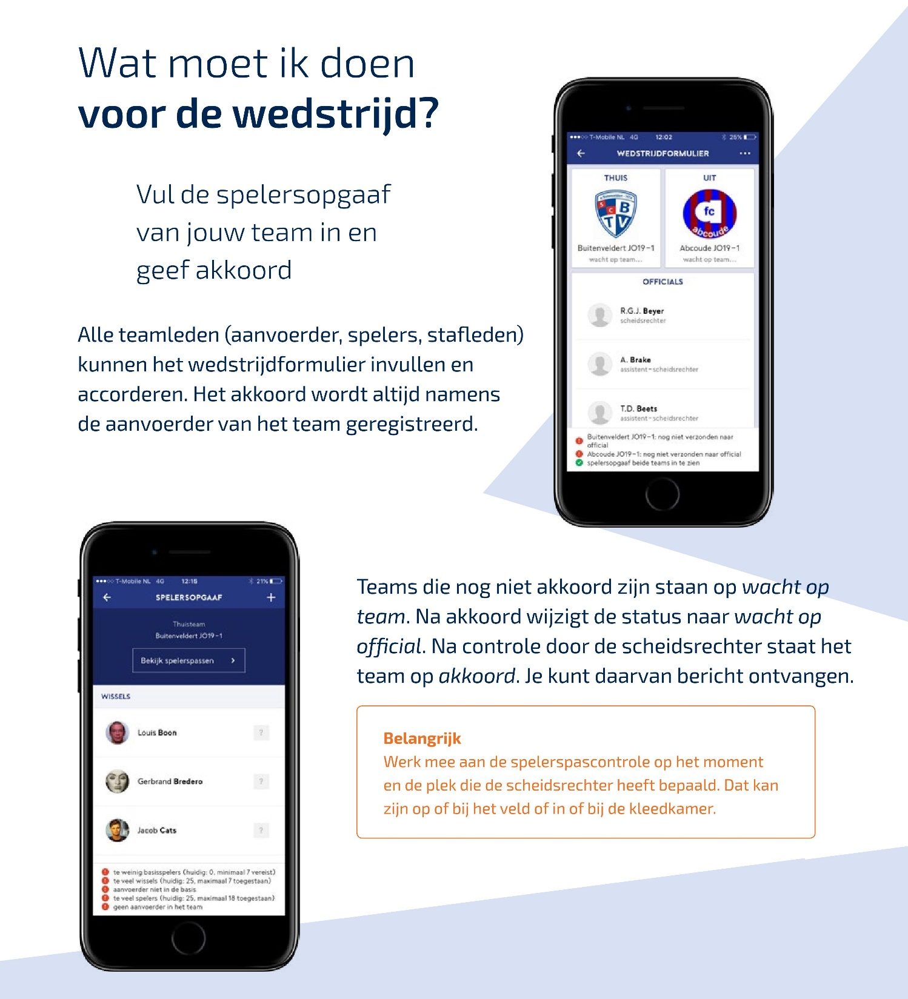 Wat moet ik doen
voor de wedstrijd?
Vul de spelersopgaaf
van jouw team in en
geef akkoord
Alle teamleden (aanvoerder, spelers, stafleden)
kunnen het wedstrijdformulier invullen en
accorderen. Het akkoord wordt altijd namens
de aanvoerder van het team geregistreerd.
T-Mobile NL 4G 12:02 25%
WEDSTRIJDFORMULIER
THUIS UIT
S C B T V
fc abcoude
Buitenveldert JO19-1 Abcoude JO19-1
wacht op team... wacht op team...
OFFICIALS
R.G.J. Beyer
scheidsrechter
A. Brake
assistent-scheidsrechter
T.D. Beets
assistent-scheidsrechter
Buitenveldert JO19-1: nog niet verzonden naar
official
Abcoude JO19-1: nog niet verzonden naar official
spelersopgaaf beide teams in te zien
T-Mobile NL 4G 12:15 21%
SPELERSOPGAAF +
Thuisteam
Buitenveldert JO19-1
Bekijk spelerspassen >
WISSELS
Louis Boon ?
Gerbrand Bredero ?
Jacob Cats ?
te weinig basisspelers (huidig: 0, minimaal 7 vereist)
te veel wissels (huidig: 25, maximaal 7 toegestaan)
aanvoerder niet in de basis
te veel spelers (huidig: 25, maximaal 18 toegestaan)
geen aanvoerder in het team
Teams die nog niet akkoord zijn staan op wacht op
team. Na akkoord wijzigt de status naar wacht op
official. Na controle door de scheidsrechter staat het
team op akkoord. Je kunt daarvan bericht ontvangen.
Belangrijk
Werk mee aan de spelerspascontrole op het moment
en de plek die de scheidsrechter heeft bepaald. Dat kan
zijn op of bij het veld of in of bij de kleedkamer.